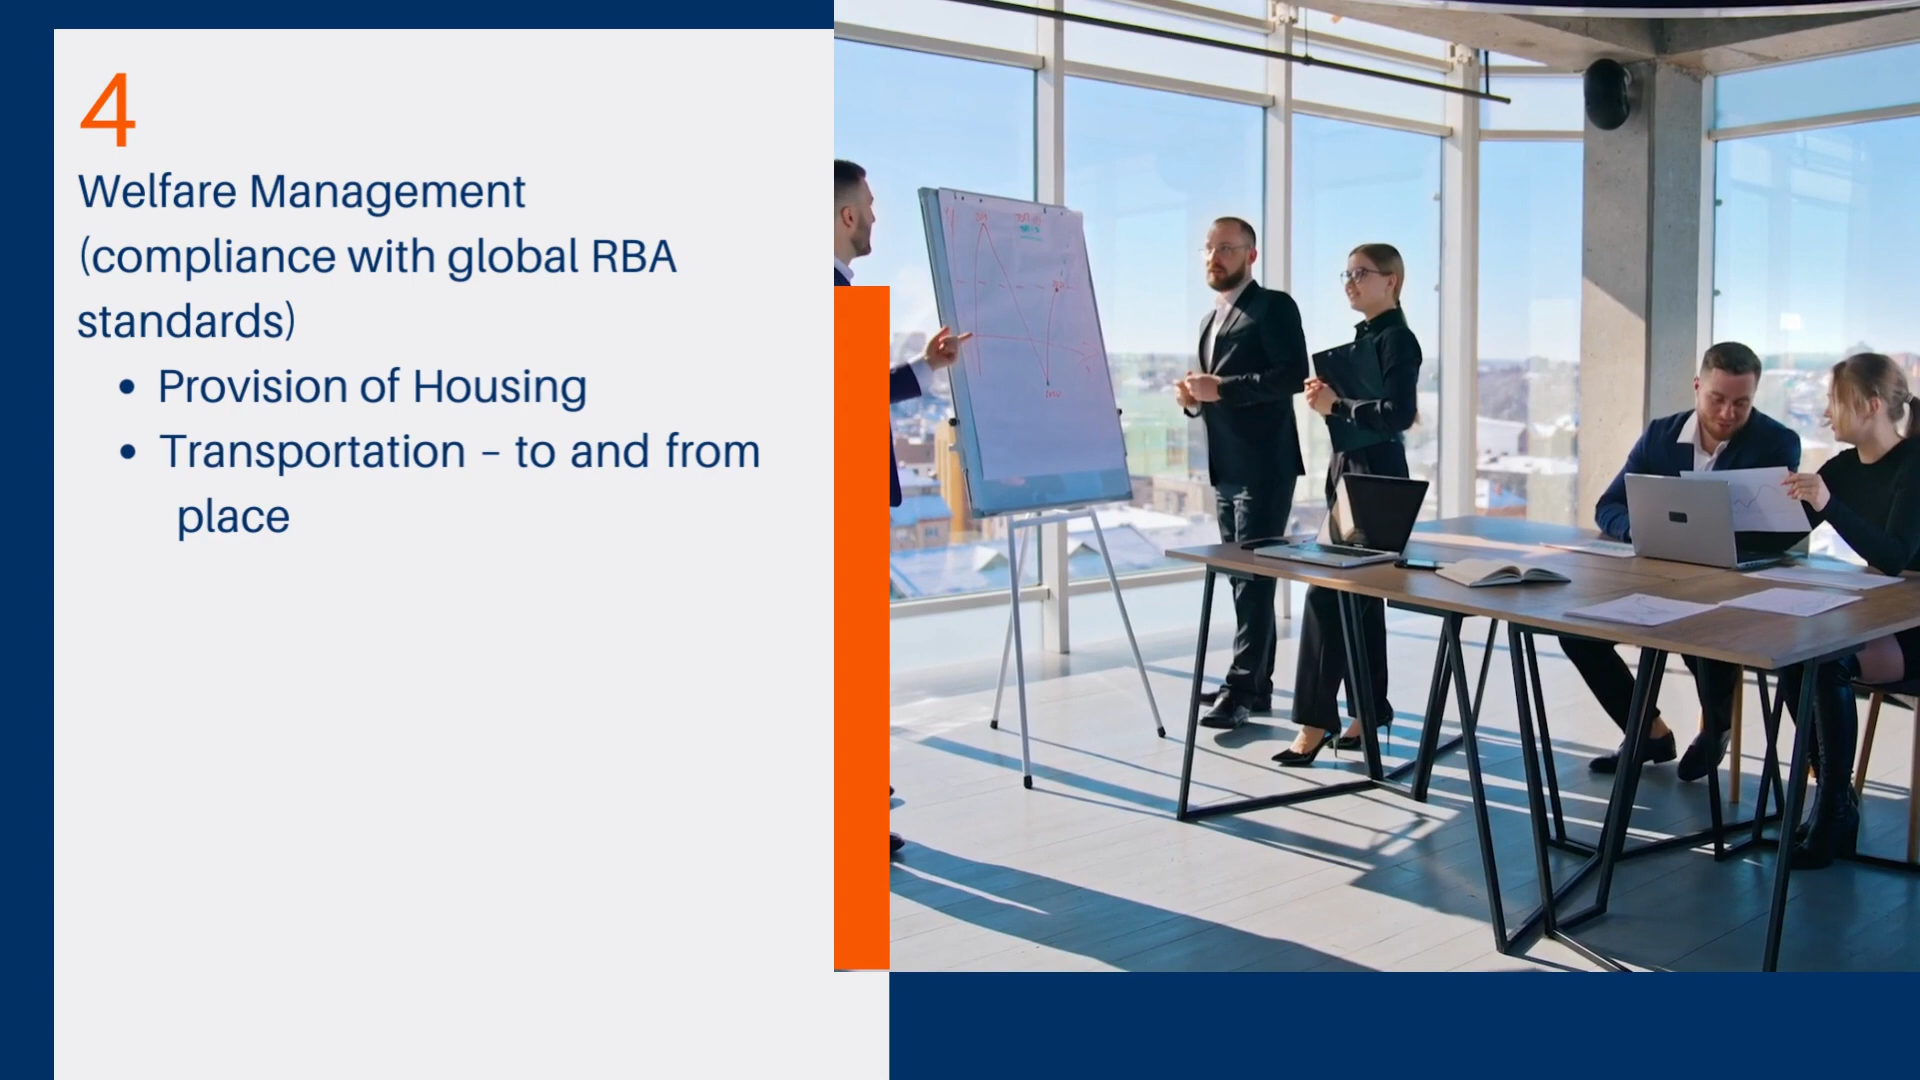 4
Welfare Management
(compliance with global RBA
standards)
• Provision of Housing
• Transportation – to and from
place